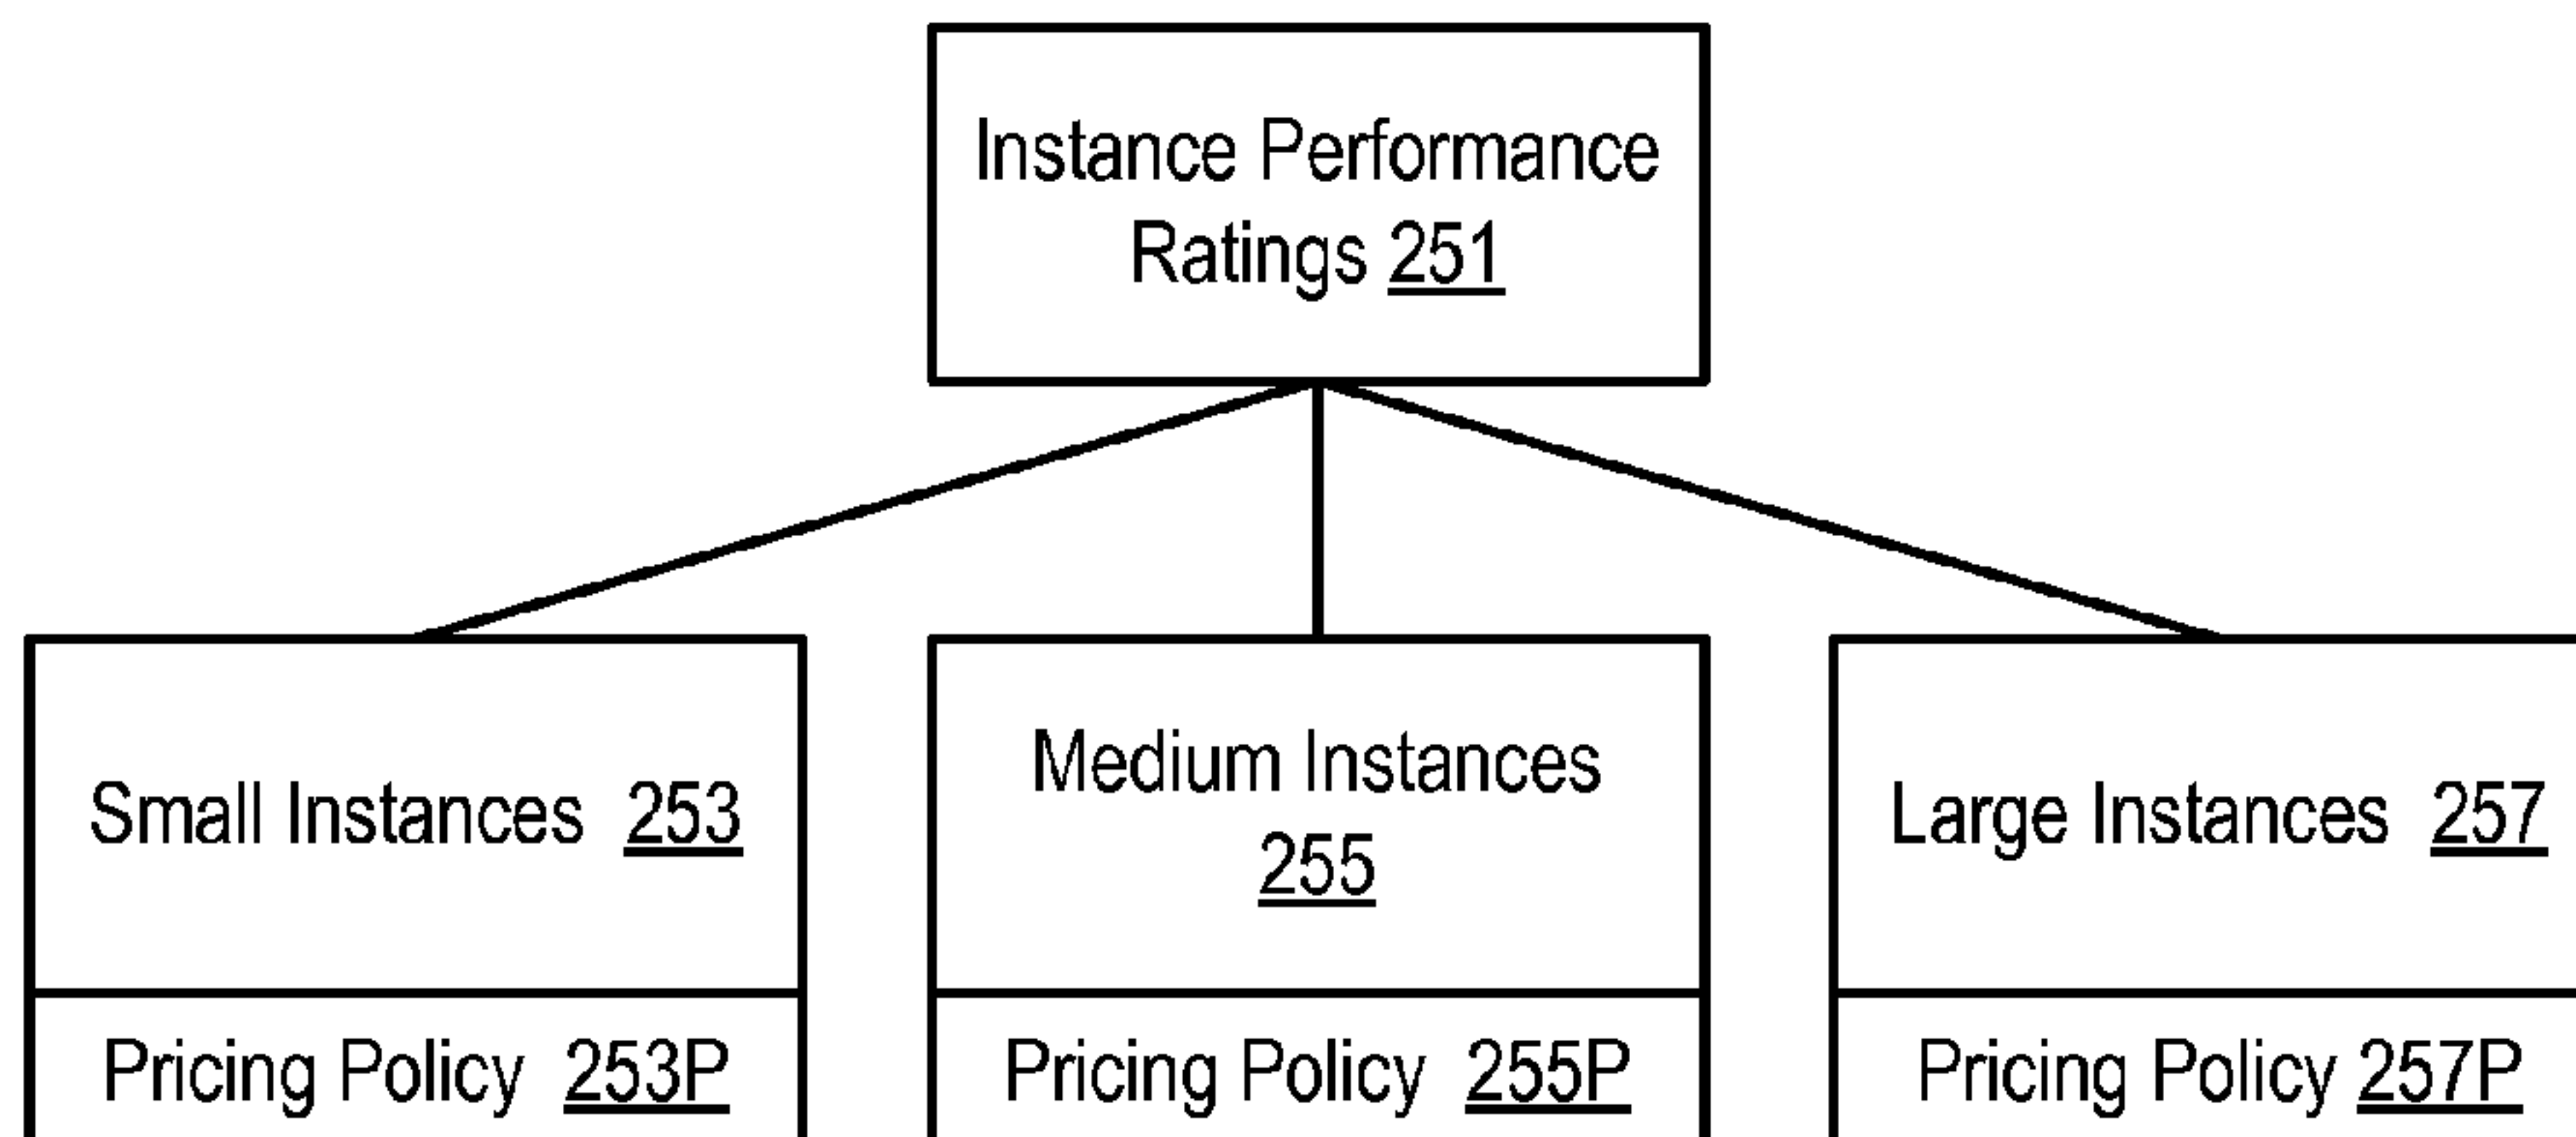 Instance Performance
Ratings 251
Small Instances 253
Medium Instances
255
Large Instances 257
Pricing Policy 253P
Pricing Policy 255P
Pricing Policy 257P